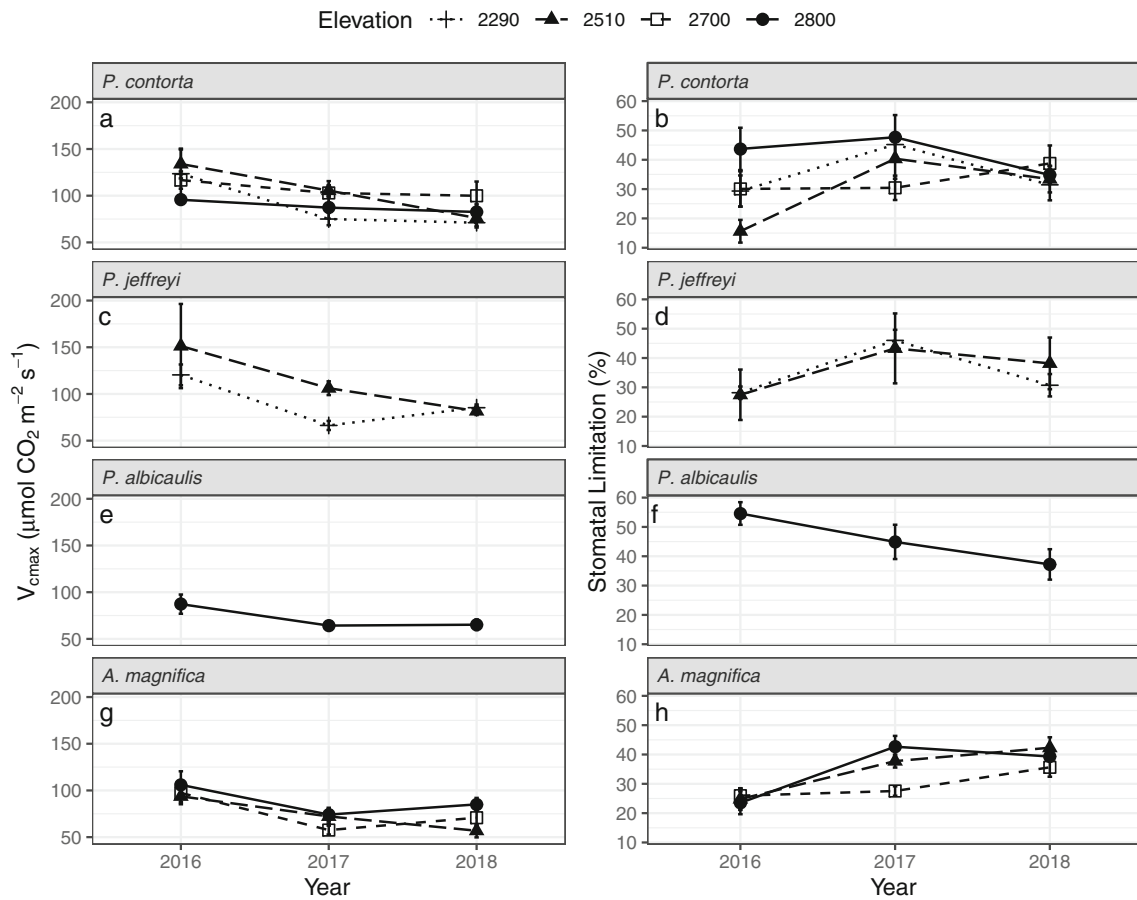 Elevation 2290 2510 2700 2800
P. contorta
a
200
150
100
50
P. jeffreyi
c
200
150
100
50
P. albicaulis
e
200
150
100
50
A. magnifica
g
200
150
100
50
2016 2017 2018
Year
Vcmax (μmol CO2 m−2 s−1)
P. contorta
b
60
50
40
30
20
10
P. jeffreyi
d
60
50
40
30
20
10
P. albicaulis
f
60
50
40
30
20
10
A. magnifica
h
60
50
40
30
20
10
2016 2017 2018
Year
Stomatal Limitation (%)